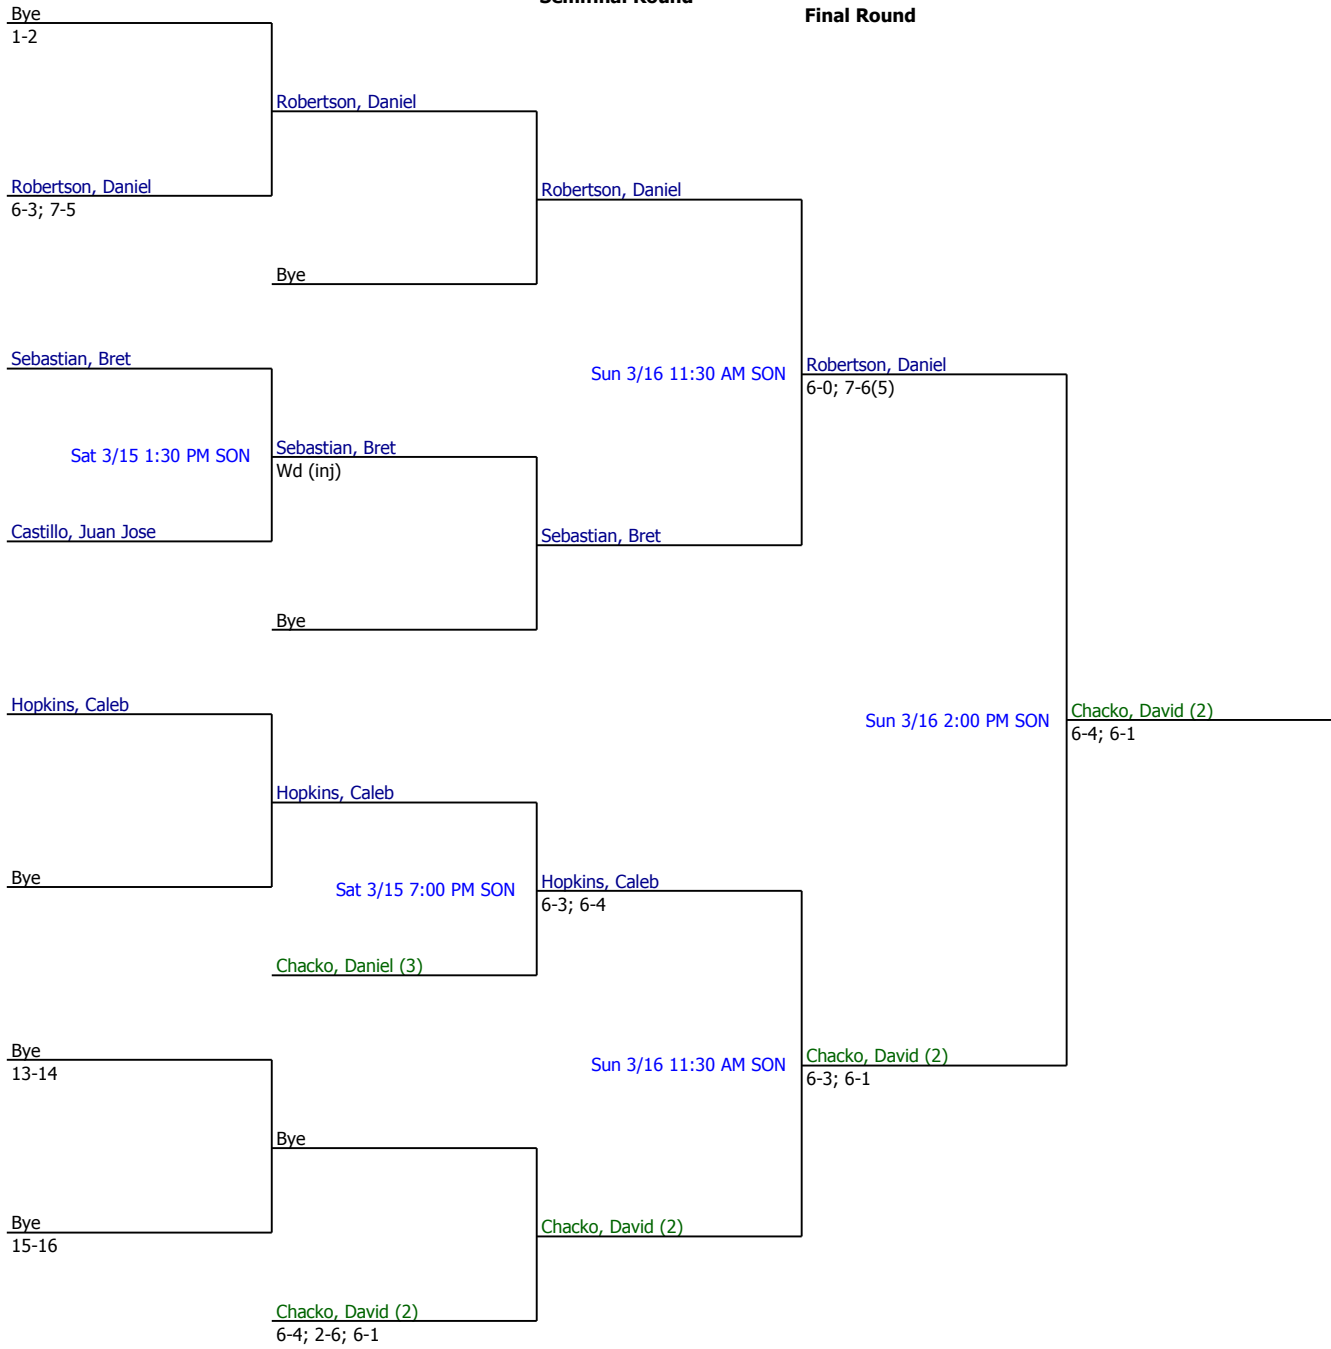 Semifinal Round
Final Round
Bye
1-2
Robertson, Daniel
Robertson, Daniel
6-3; 7-5
Robertson, Daniel
Bye
Sebastian, Bret
Sun 3/16 11:30 AM SON
Robertson, Daniel
6-0; 7-6(5)
Sat 3/15 1:30 PM SON
Sebastian, Bret
Wd (inj)
Castillo, Juan Jose
Sebastian, Bret
Bye
Hopkins, Caleb
Sun 3/16 2:00 PM SON
Chacko, David (2)
6-4; 6-1
Hopkins, Caleb
Bye
Sat 3/15 7:00 PM SON
Hopkins, Caleb
6-3; 6-4
Chacko, Daniel (3)
Bye
13-14
Sun 3/16 11:30 AM SON
Chacko, David (2)
6-3; 6-1
Bye
Bye
15-16
Chacko, David (2)
Chacko, David (2)
6-4; 2-6; 6-1